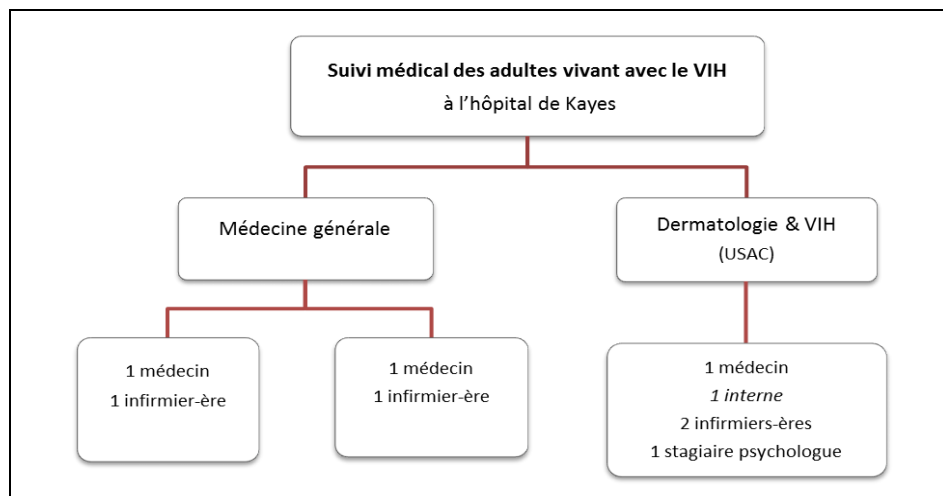 Suivi médical des adultes vivant avec le VIH
à l’hôpital de Kayes
Médecine générale
Dermatologie & VIH
(USAC)
1 médecin
1 infirmier-ère
1 médecin
1 infirmier-ère
1 médecin
1 interne
2 infirmiers-ères
1 stagiaire psychologue